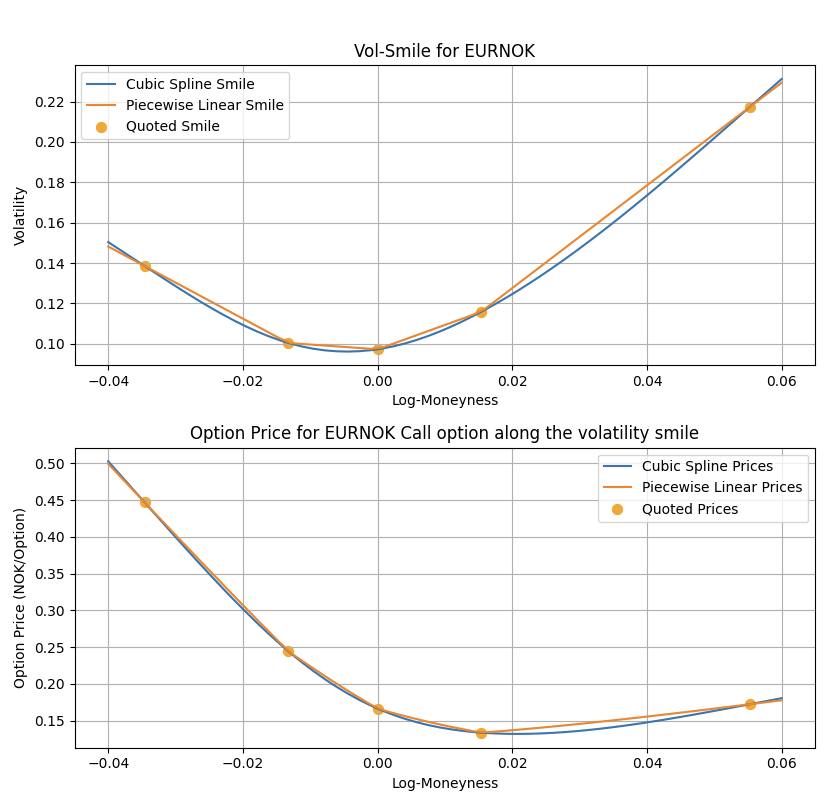 Vol-Smile for EURNOK
Cubic Spline Smile
Piecewise Linear Smile
Quoted Smile
Volatility
0.22
0.20
0.18
0.16
0.14
0.12
0.10
−0.04
−0.02
0.00
0.02
0.04
0.06
Log-Moneyness
Option Price for EURNOK Call option along the volatility smile
Cubic Spline Prices
Piecewise Linear Prices
Quoted Prices
Option Price (NOK/Option)
0.50
0.45
0.40
0.35
0.30
0.25
0.20
0.15
−0.04
−0.02
0.00
0.02
0.04
0.06
Log-Moneyness